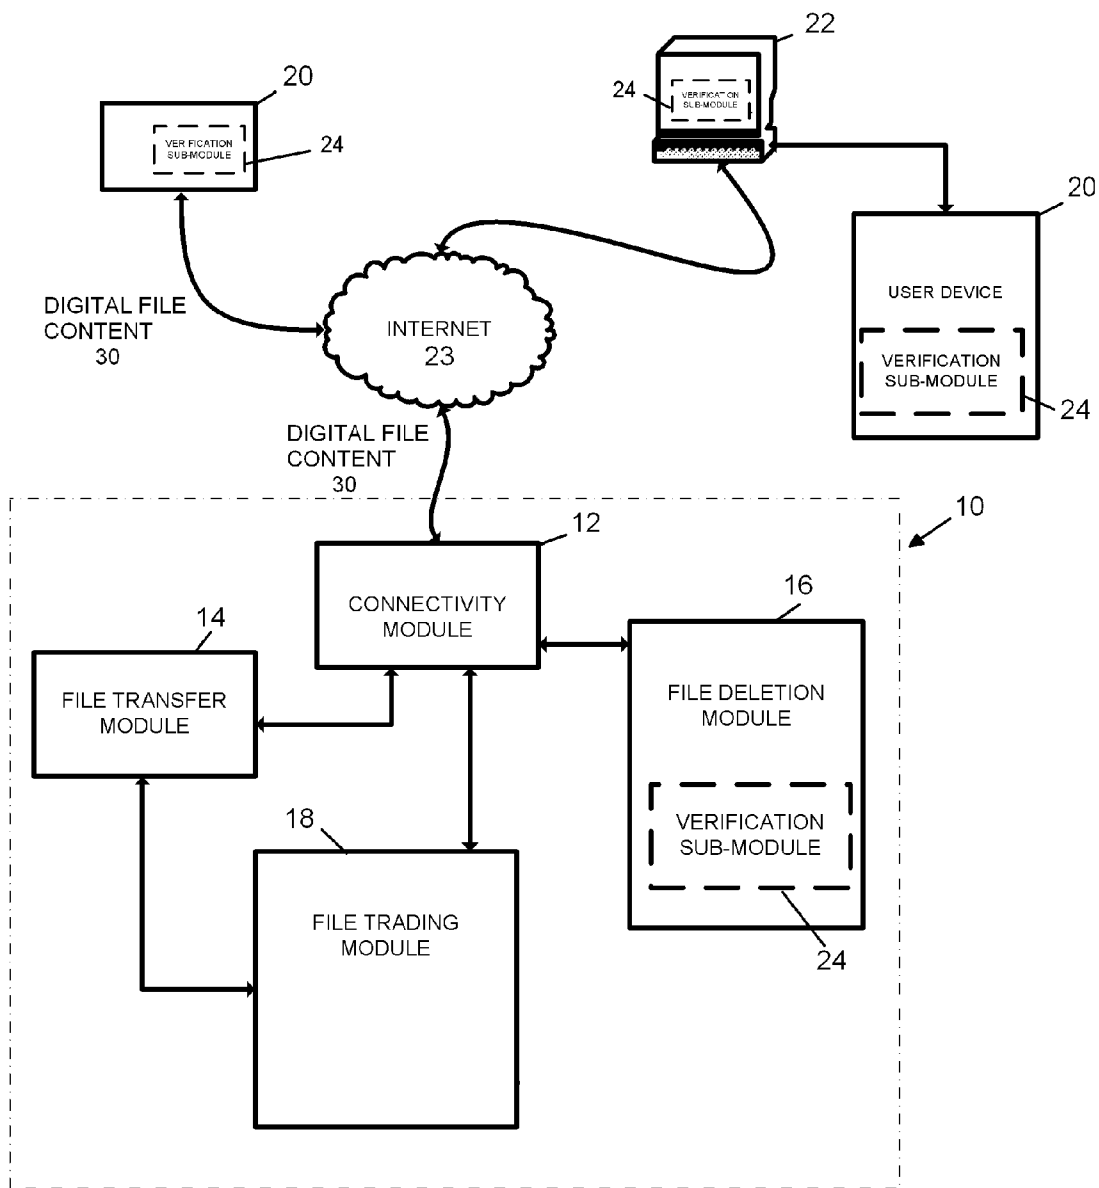 22
20
24
VERIFICATION
SUB-MODULE
VERIFICATION
SUB-MODULE
24
20
USER DEVICE
DIGITAL FILE
CONTENT
30
INTERNET
23
VERIFICATION
SUB-MODULE
24
DIGITAL FILE
CONTENT
30
10
12
CONNECTIVITY
MODULE
16
14
FILE TRANSFER
MODULE
FILE DELETION
MODULE
18
VERIFICATION
SUB-MODULE
FILE TRADING
MODULE
24